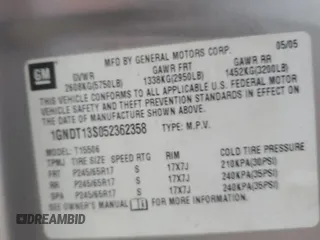 GM
MFD BY GENERAL MOTORS CORP. 05/05
GVWR GAWR FRT GAWR RR
2608KG(5750LB) 1338KG(2950LB) 1452KG(3200LB)
THIS VEHICLE CONFORMS TO ALL APPLICABLE U.S. FEDERAL MOTOR
VEHICLE SAFETY AND THEFT PREVENTION STANDARDS IN EFFECT ON THE
DATE OF MANUFACTURE SHOWN ABOVE.
1GNDT13S052362358 TYPE: M.P.V.
MODEL: T15506
TPMJ TIRE SIZE SPEED RTG RIM COLD TIRE PRESSURE
FRT P245/65R17 S 17X7J 210KPA(30PSI)
RR P245/65R17 S 17X7J 240KPA(35PSI)
SPA P245/65R17 S 17X7J 240KPA(35PSI)
SEE OWNER'S MANUAL FOR MORE INFORMATION.
DREAMBID